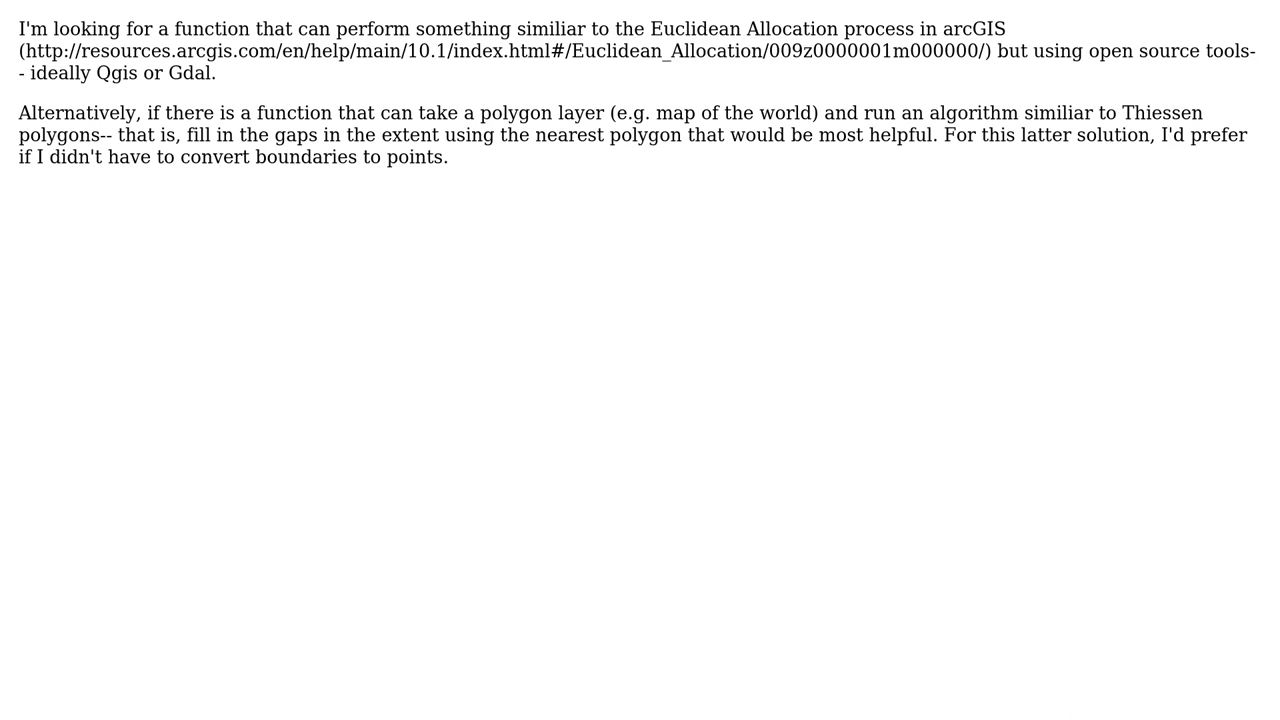 I'm looking for a function that can perform something similiar to the Euclidean Allocation process in arcGIS
(http://resources.arcgis.com/en/help/main/10.1/index.html#/Euclidean_Allocation/009z0000001m000000/) but using open source tools-
- ideally Qgis or Gdal.
Alternatively, if there is a function that can take a polygon layer (e.g. map of the world) and run an algorithm similiar to Thiessen
polygons-- that is, fill in the gaps in the extent using the nearest polygon that would be most helpful. For this latter solution, I'd prefer
if I didn't have to convert boundaries to points.